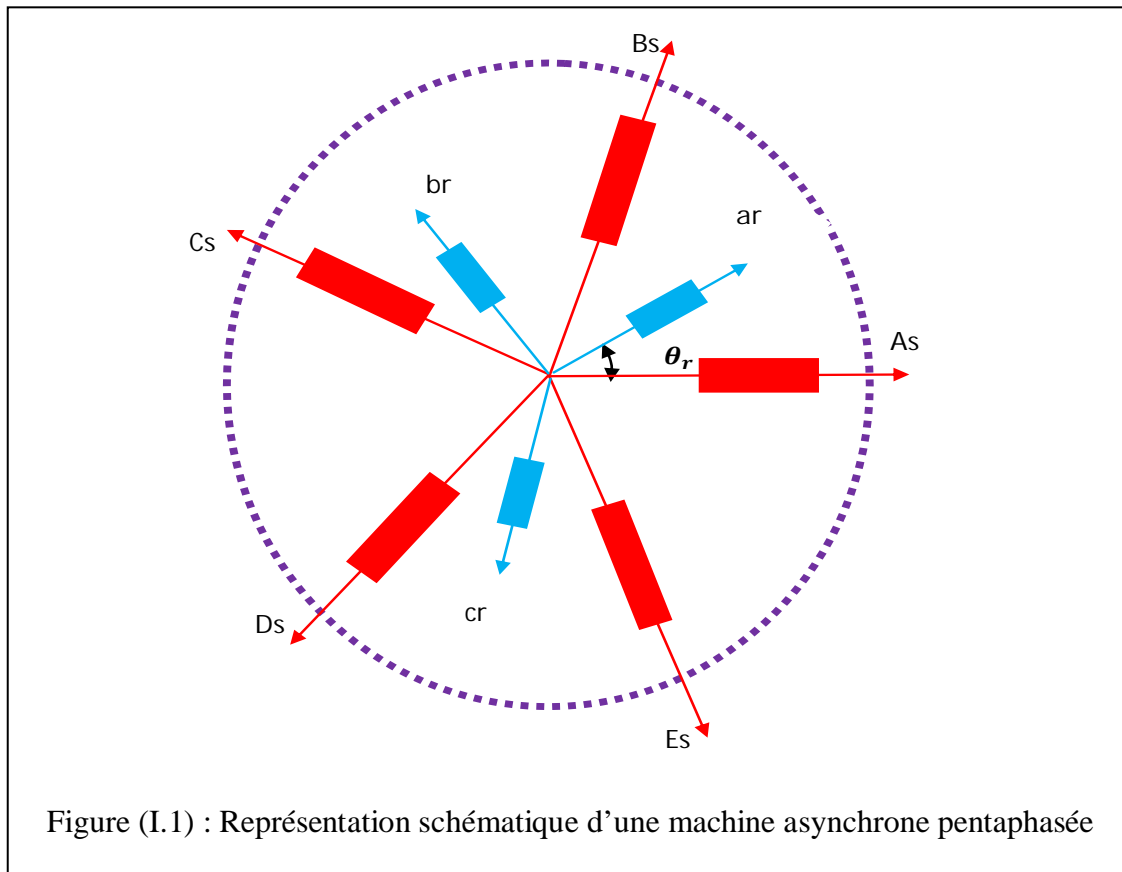 Bs
br
ar
Cs
As
θr
cr
Ds
Es
Figure (I.1) : Représentation schématique d’une machine asynchrone pentaphasée